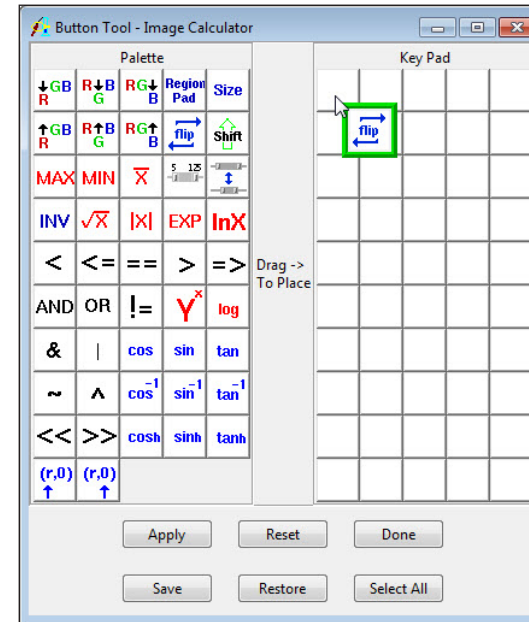 Button Tool - Image Calculator
Palette Key Pad
↓GB R R↓B G RG↓ B Region Pad Size
↑GB R R↑B G RG↑ B flip Shift
flip
MAX MIN X̅ 5 125
INV √X̅ |X| EXP lnX
< <= == > =>
Drag ->
To Place
AND OR != Yˣ log
& | cos sin tan
~ ^ cos⁻¹ sin⁻¹ tan⁻¹
<< >> cosh sinh tanh
(r,0) ↑ (r,0) ↑
Apply Reset Done
Save Restore Select All